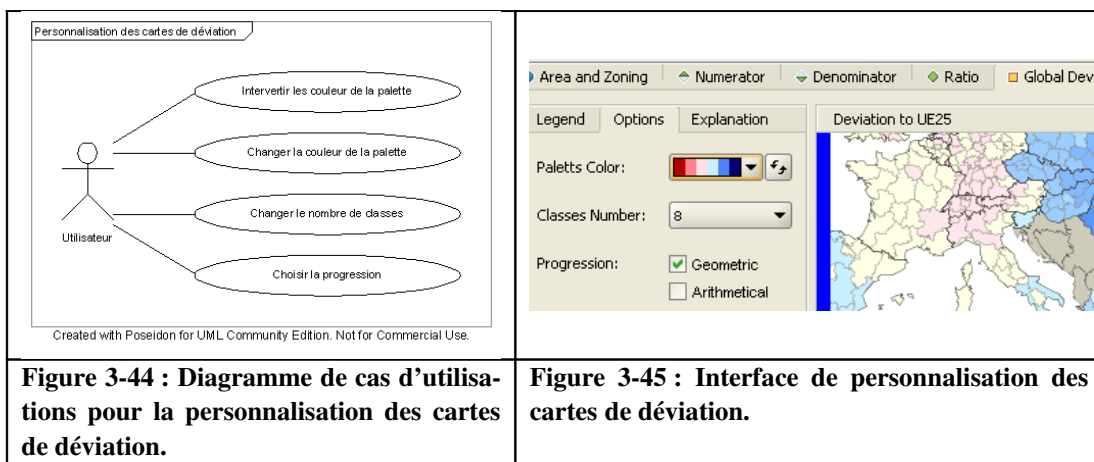 Personnalisation des cartes de déviation
Intervertir les couleur de la palette
Changer la couleur de la palette
Changer le nombre de classes
Choisir la progression
Utilisateur
Created with Poseidon for UML Community Edition. Not for Commercial Use.
Area and Zoning Numerator Denominator Ratio Global Dev
Legend Options Explanation Deviation to UE25
Paletts Color:
Classes Number: 8
Progression: Geometric
Arithmetical
Figure 3-44 : Diagramme de cas d'utilisa-
tions pour la personnalisation des cartes
de déviation.
Figure 3-45 : Interface de personnalisation des
cartes de déviation.